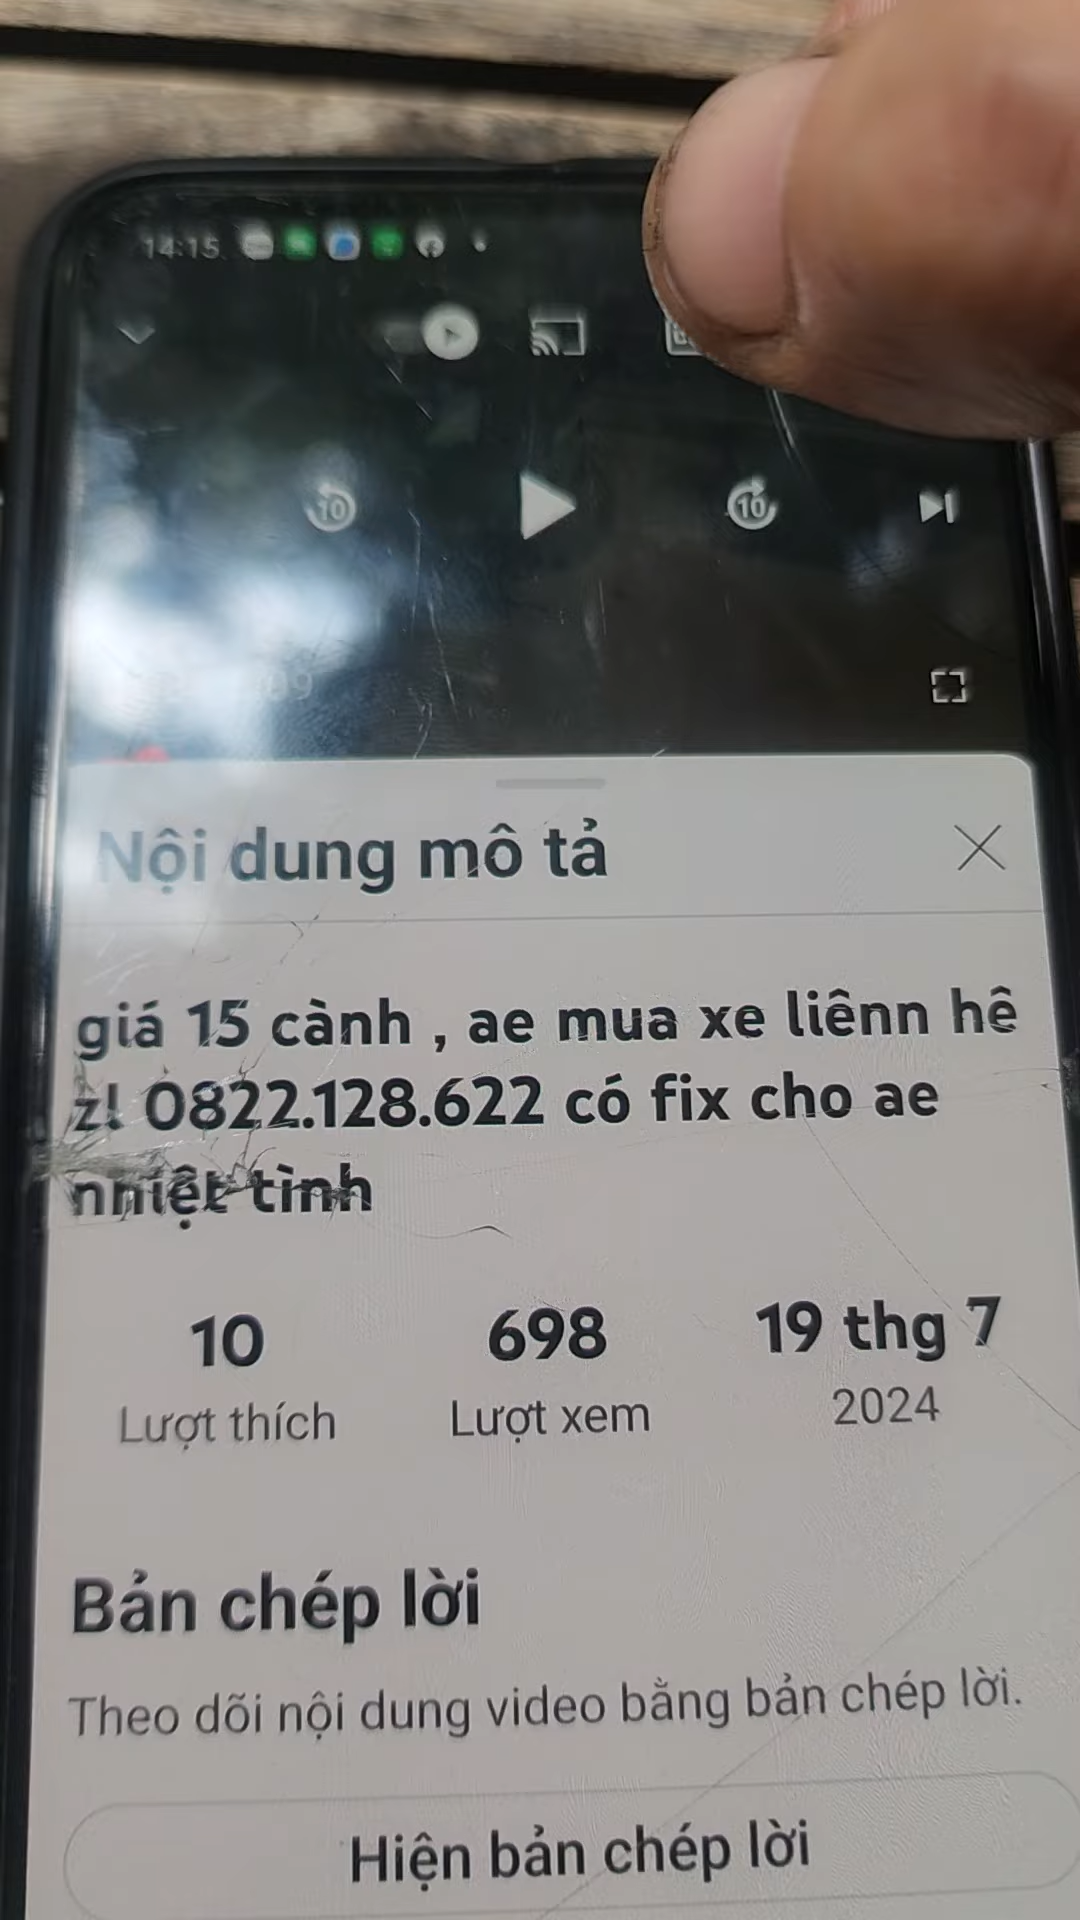 14:15
10
10
Nội dung mô tả
giá 15 cành , ae mua xe liênn hê
zl 0822.128.622 có fix cho ae
nhiệt tình
10
698
19 thg 7
Lượt thích
Lượt xem
2024
Bản chép lời
Theo dõi nội dung video bằng bản chép lời.
Hiện bản chép lời